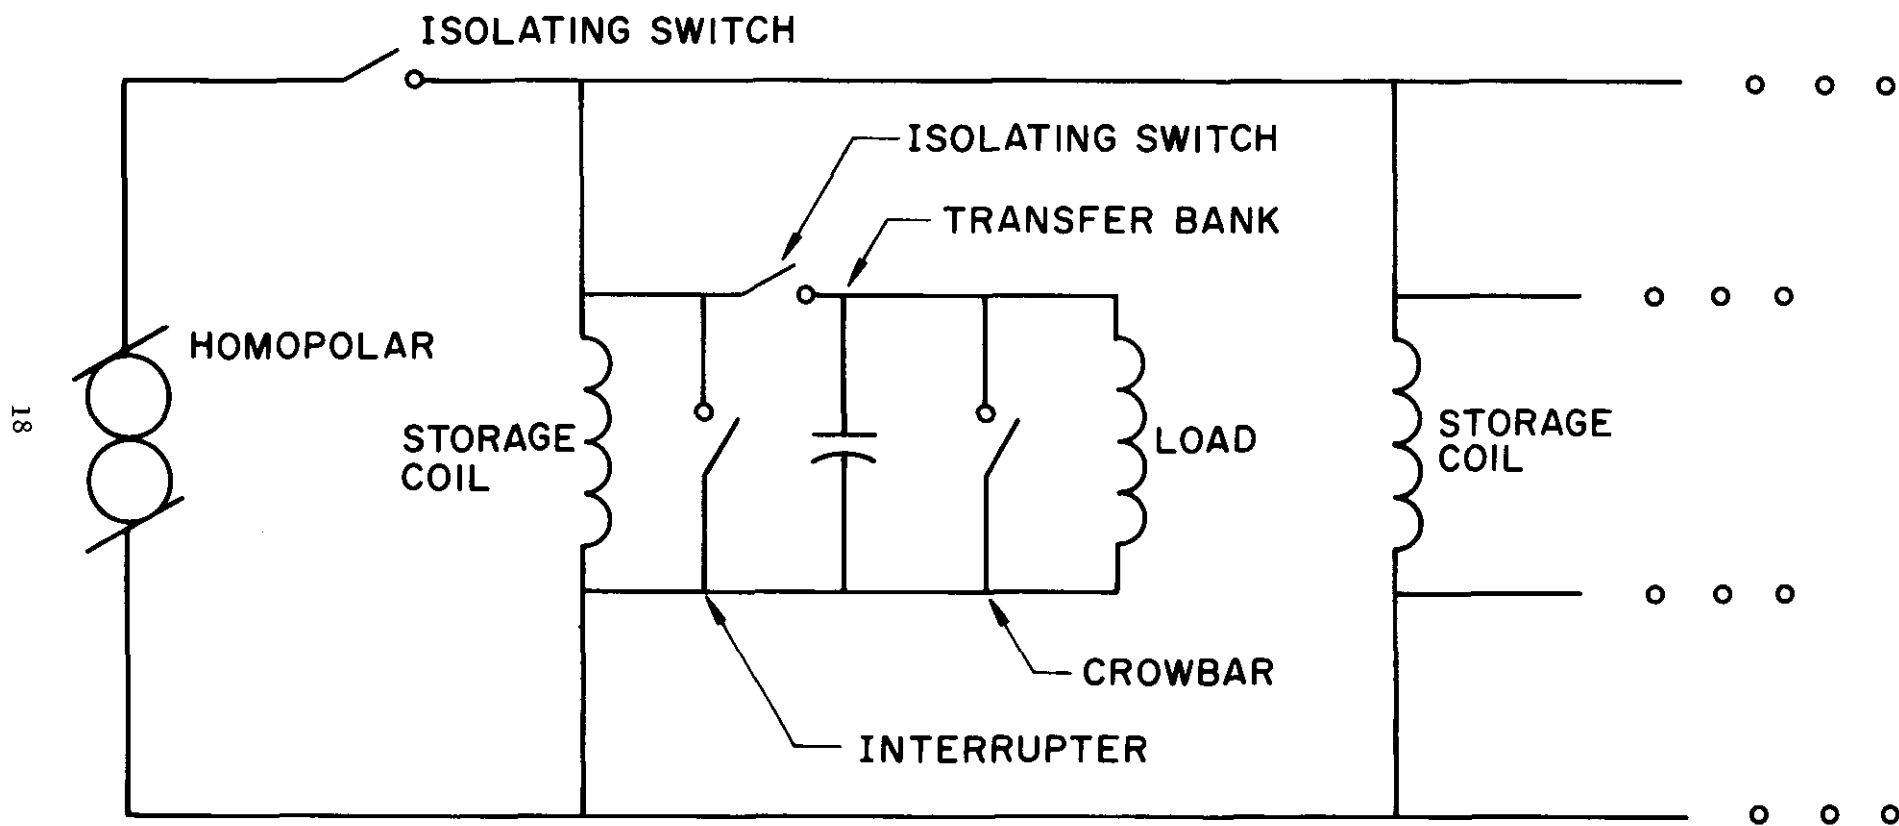 ISOLATING SWITCH
ISOLATING SWITCH
TRANSFER BANK
HOMOPOLAR
STORAGE
COIL
LOAD
STORAGE
COIL
CROWBAR
INTERRUPTER
18